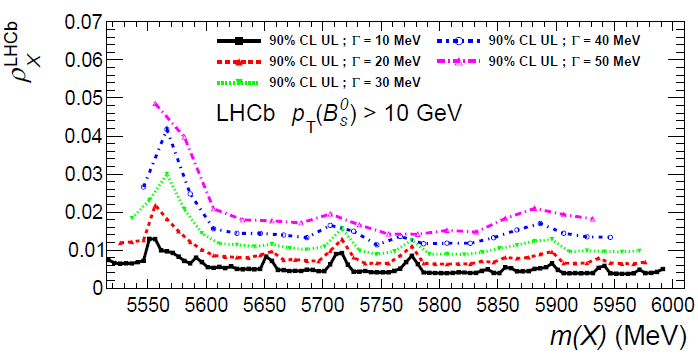 ρ_X^LHCb
0.07
0.06
0.05
0.04
0.03
0.02
0.01
0
90% CL UL ; Γ = 10 MeV
90% CL UL ; Γ = 40 MeV
90% CL UL ; Γ = 20 MeV
90% CL UL ; Γ = 50 MeV
90% CL UL ; Γ = 30 MeV
LHCb p_T(B_s^0) > 10 GeV
5550 5600 5650 5700 5750 5800 5850 5900 5950 6000
m(X) (MeV)